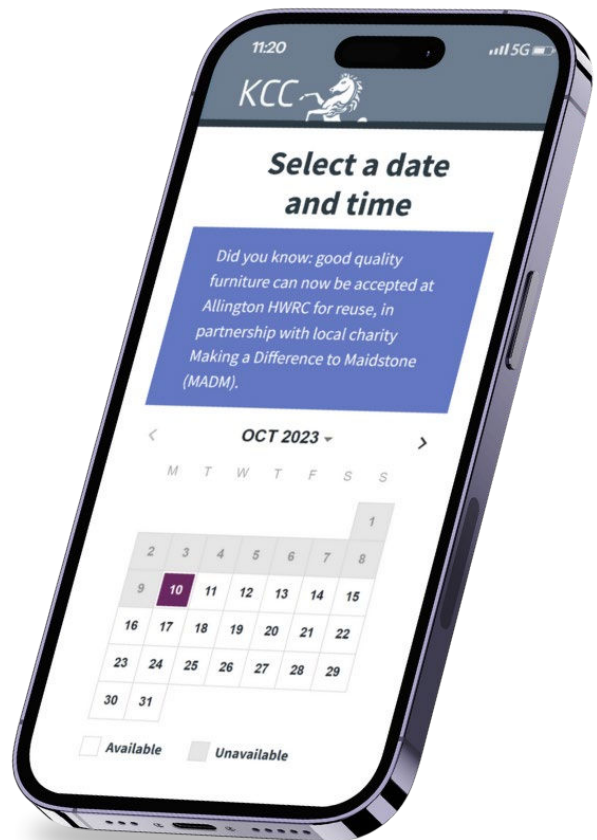 11:20 5G
KCC
Select a date
and time
Did you know: good quality
furniture can now be accepted at
Allington HWRC for reuse, in
partnership with local charity
Making a Difference to Maidstone
(MADM).
< OCT 2023 >
M T W T F S S
1
2 3 4 5 6 7 8
9 10 11 12 13 14 15
16 17 18 19 20 21 22
23 24 25 26 27 28 29
30 31
Available Unavailable